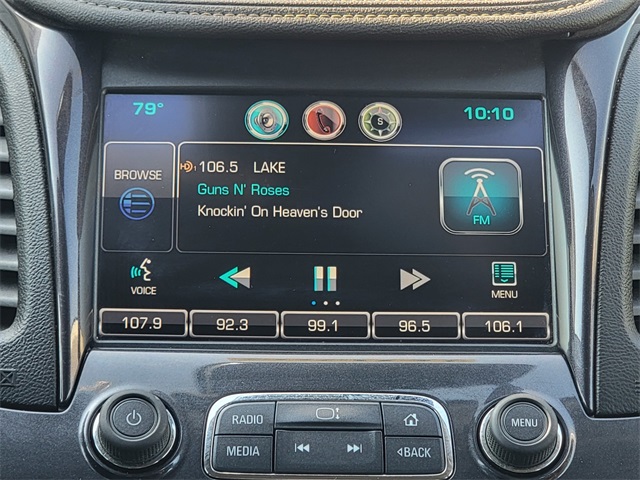 79°
S
10:10
BROWSE
HD1 106.5 LAKE
Guns N' Roses
Knockin' On Heaven's Door
FM
VOICE
MENU
107.9 92.3 99.1 96.5 106.1
RADIO
MENU
MEDIA
BACK